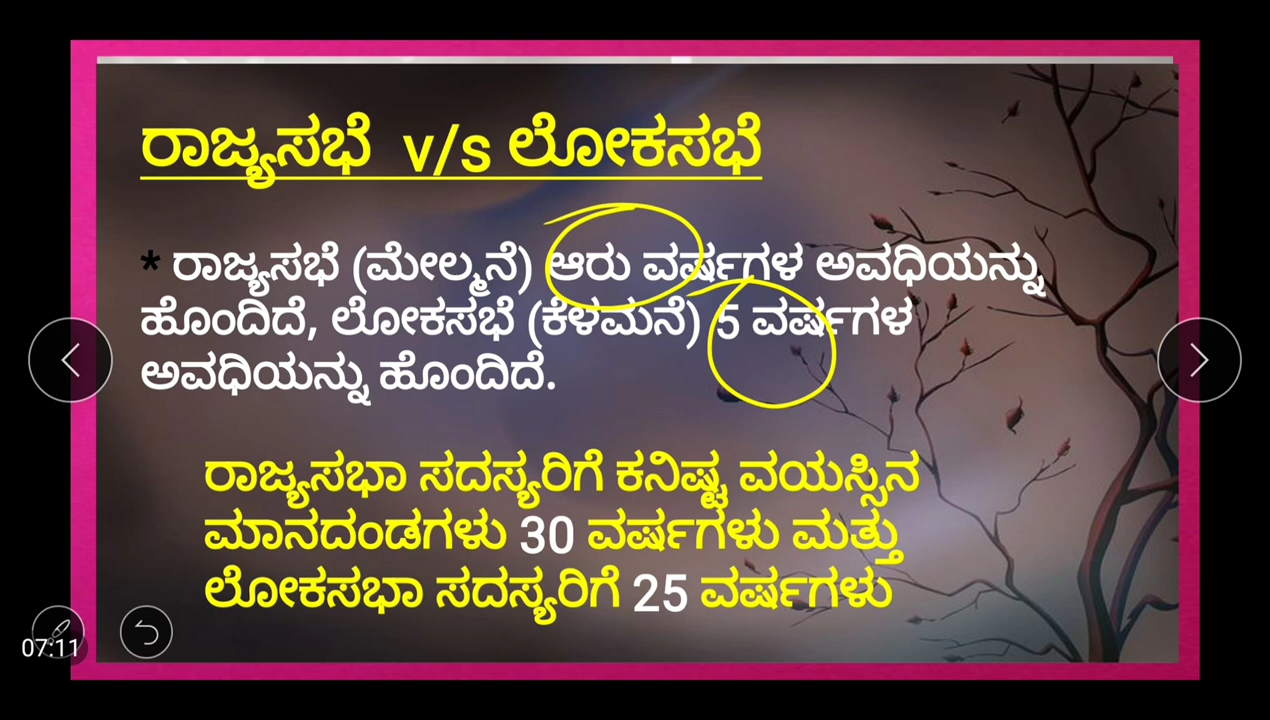 ರಾಜ್ಯಸಭೆ v/s ಲೋಕಸಭೆ
* ರಾಜ್ಯಸಭೆ (ಮೇಲ್ಮನೆ) ಆರು ವರ್ಷಗಳ ಅವಧಿಯನ್ನು
ಹೊಂದಿದೆ, ಲೋಕಸಭೆ (ಕೆಳಮನೆ) 5 ವರ್ಷಗಳ
ಅವಧಿಯನ್ನು ಹೊಂದಿದೆ.
ರಾಜ್ಯಸಭಾ ಸದಸ್ಯರಿಗೆ ಕನಿಷ್ಟ ವಯಸ್ಸಿನ
ಮಾನದಂಡಗಳು 30 ವರ್ಷಗಳು ಮತ್ತು
ಲೋಕಸಭಾ ಸದಸ್ಯರಿಗೆ 25 ವರ್ಷಗಳು
07:11